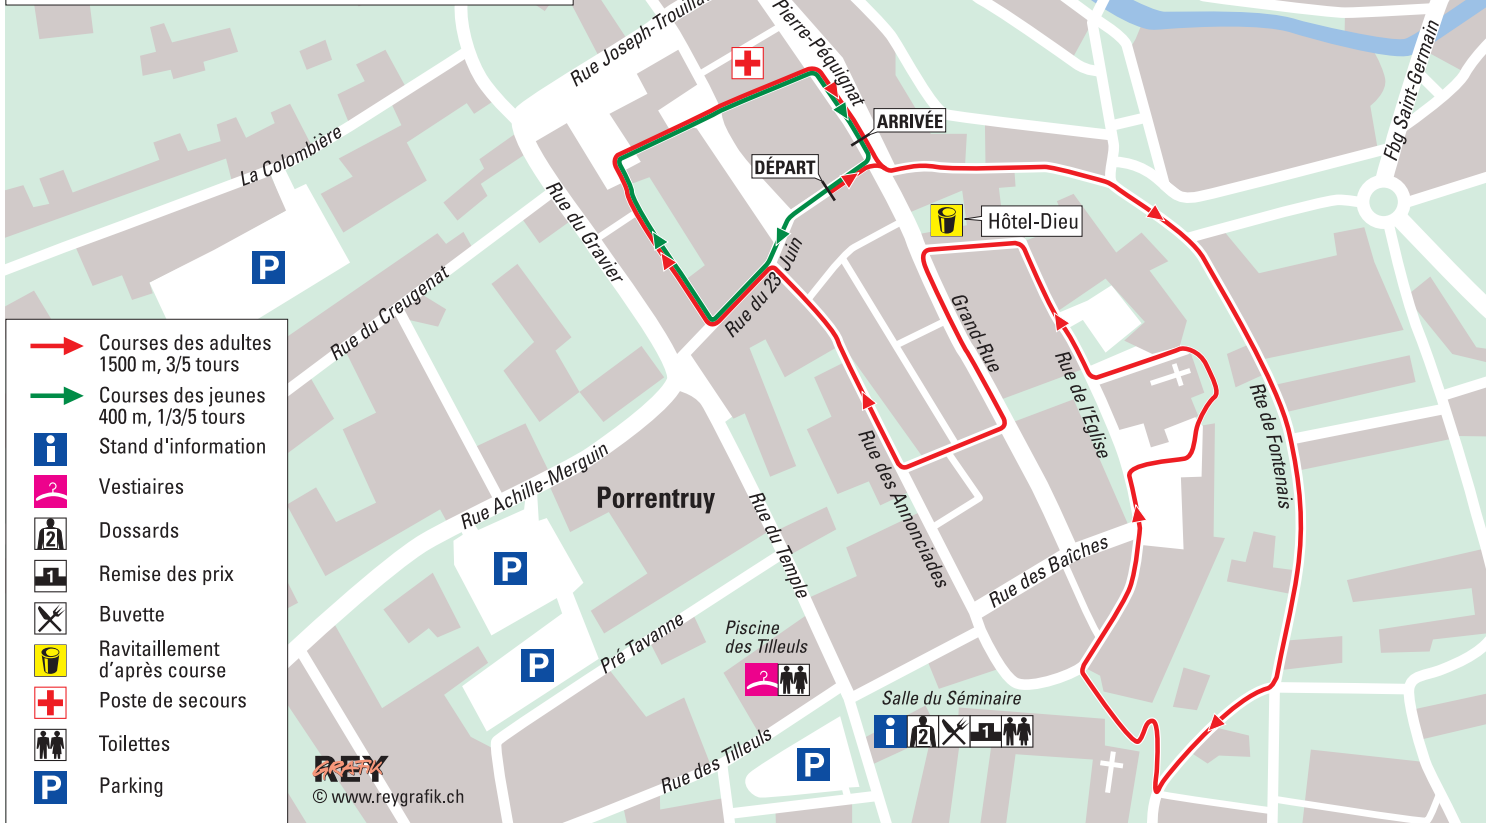 Rue Joseph-Trouillat
Pierre-Péquignat
Fbg Saint-Germain
La Colombière
ARRIVÉE
DÉPART
Rue du Gravier
Hôtel-Dieu
P
Rue du Creugenat
Rue du 23 Juin
Grand-Rue
Rue de l'Eglise
Rte de Fontenais
Courses des adultes
1500 m, 3/5 tours
Courses des jeunes
400 m, 1/3/5 tours
i
Stand d'information
Vestiaires
2
Dossards
1
Remise des prix
Buvette
Ravitaillement
d'après course
Poste de secours
Toilettes
P
Parking
Rue Achille-Merguin
Porrentruy
Rue du Temple
Rue des Annonciades
Rue des Baîches
P
Pré Tavanne
P
Piscine
des Tilleuls
Salle du Séminaire
i 2 1
Rue des Tilleuls
P
REY
GRAFIK
© www.reygrafik.ch